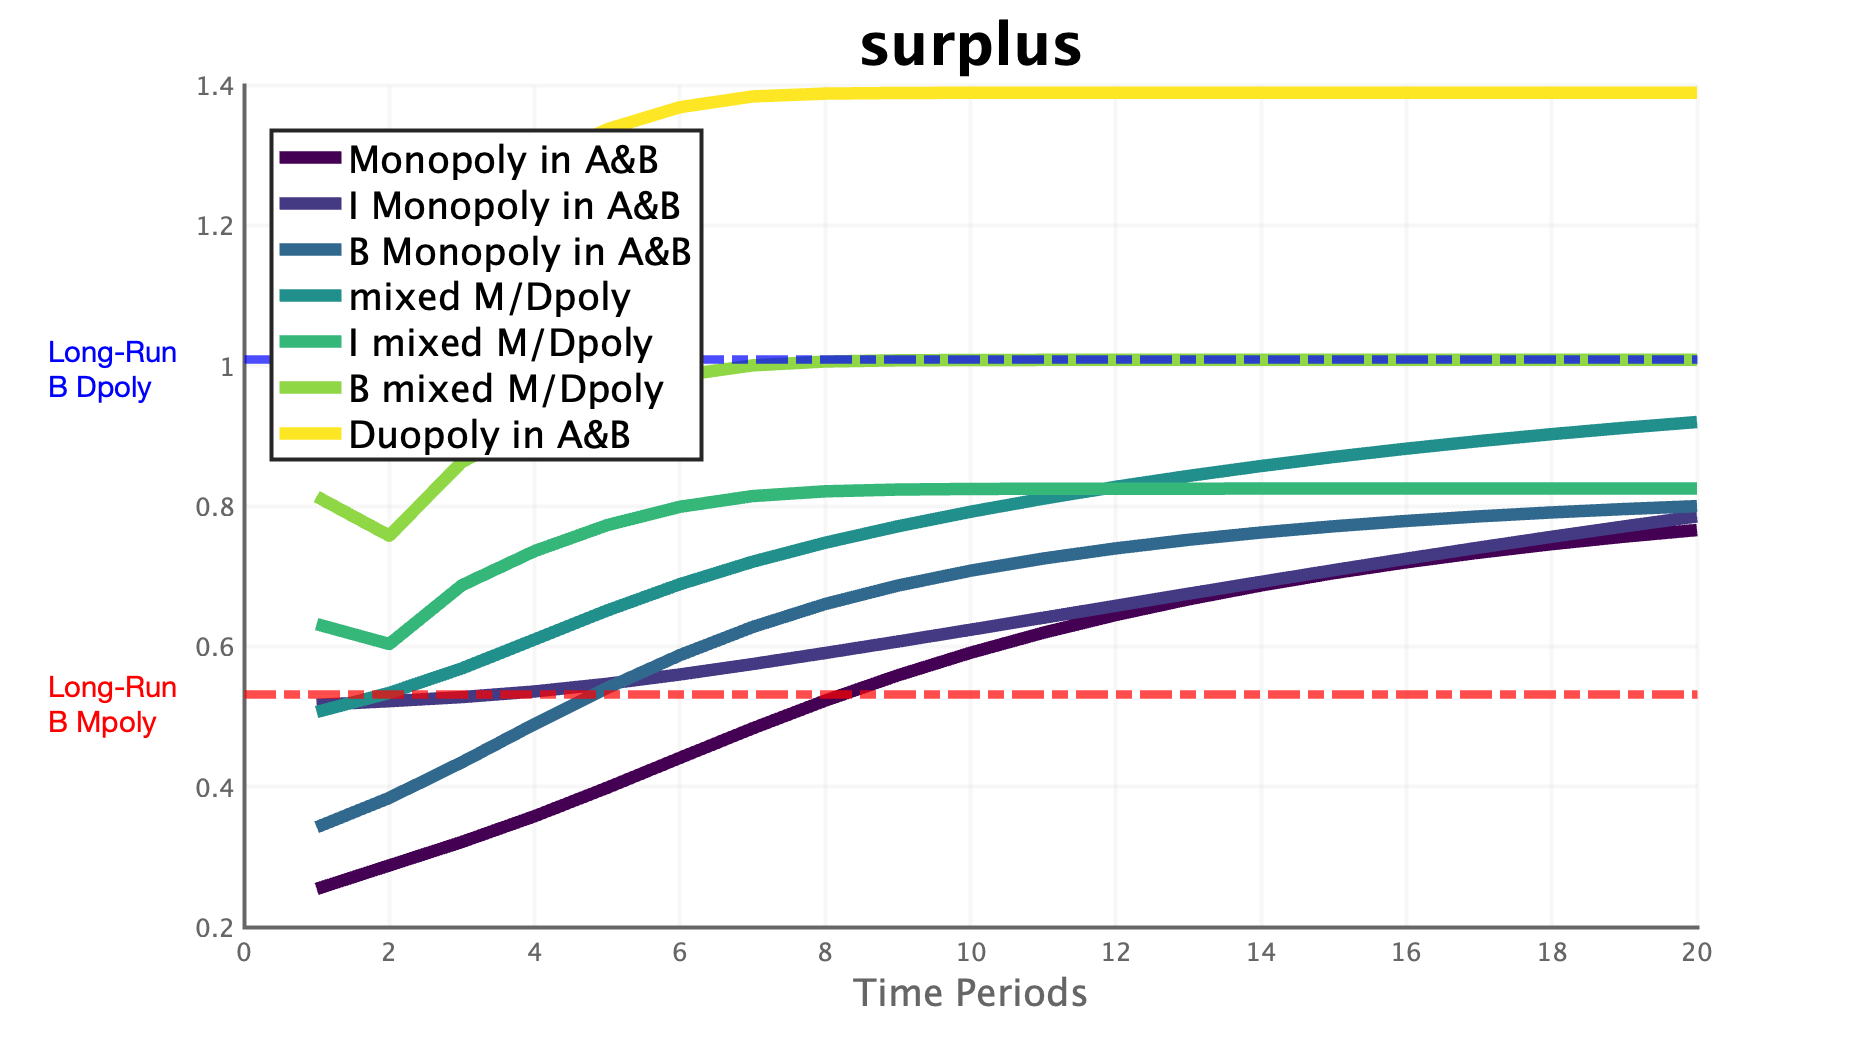 surplus
1.4
1.2
1
0.8
0.6
0.4
0.2
Long-Run
B Dpoly
Long-Run
B Mpoly
Monopoly in A&B
I Monopoly in A&B
B Monopoly in A&B
mixed M/Dpoly
I mixed M/Dpoly
B mixed M/Dpoly
Duopoly in A&B
0 2 4 6 8 10 12 14 16 18 20
Time Periods